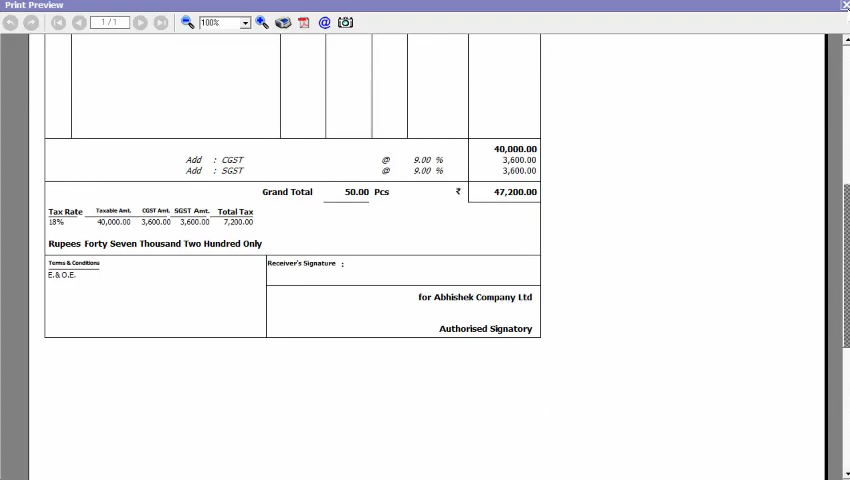 Print Preview
1 / 1
100%
40,000.00
Add : CGST @ 9.00 % 3,600.00
Add : SGST @ 9.00 % 3,600.00
Grand Total 50.00 Pcs ₹ 47,200.00
Tax Rate Taxable Amt. CGST Amt. SGST Amt. Total Tax
18% 40,000.00 3,600.00 3,600.00 7,200.00
Rupees Forty Seven Thousand Two Hundred Only
Terms & Conditions
E.& O.E.
Receiver's Signature :
for Abhishek Company Ltd
Authorised Signatory